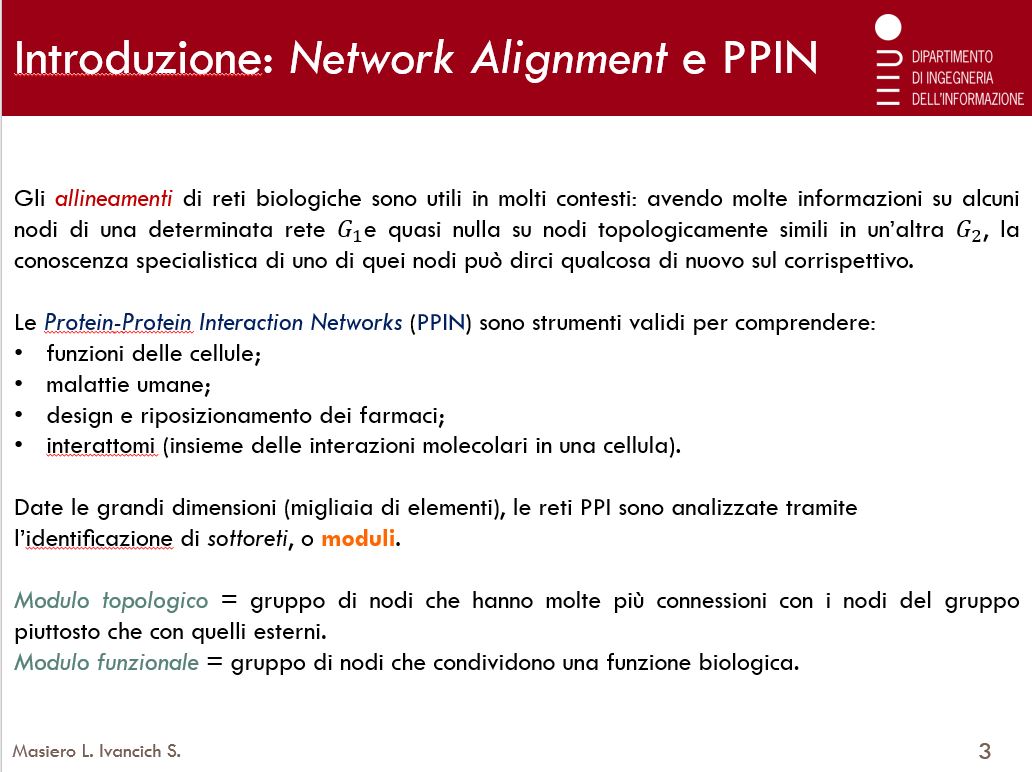 Introduzione: Network Alignment e PPIN
DIPARTIMENTO
DI INGEGNERIA
DELL'INFORMAZIONE
Gli allineamenti di reti biologiche sono utili in molti contesti: avendo molte informazioni su alcuni
nodi di una determinata rete G₁e quasi nulla su nodi topologicamente simili in un'altra G₂, la
conoscenza specialistica di uno di quei nodi può dirci qualcosa di nuovo sul corrispettivo.
Le Protein-Protein Interaction Networks (PPIN) sono strumenti validi per comprendere:
• funzioni delle cellule;
• malattie umane;
• design e riposizionamento dei farmaci;
• interattomi (insieme delle interazioni molecolari in una cellula).
Date le grandi dimensioni (migliaia di elementi), le reti PPI sono analizzate tramite
l'identificazione di sottoreti, o moduli.
Modulo topologico = gruppo di nodi che hanno molte più connessioni con i nodi del gruppo
piuttosto che con quelli esterni.
Modulo funzionale = gruppo di nodi che condividono una funzione biologica.
Masiero L. Ivancich S.
3